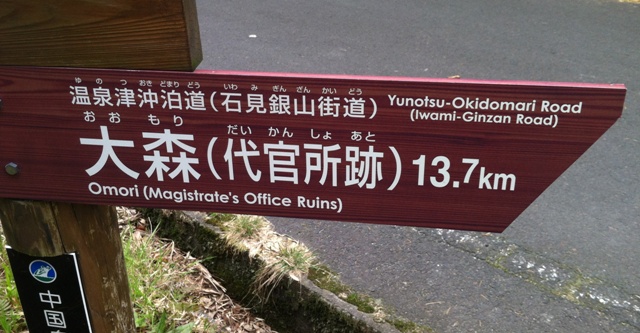 ゆのつおきどまりどう いわみぎんざんかいどう
温泉津沖泊道(石見銀山街道) Yunotsu-Okidomari Road
(Iwami-Ginzan Road)
おおもり だいかんしょあと
大森(代官所跡) 13.7km
Omori (Magistrate's Office Ruins)
中国